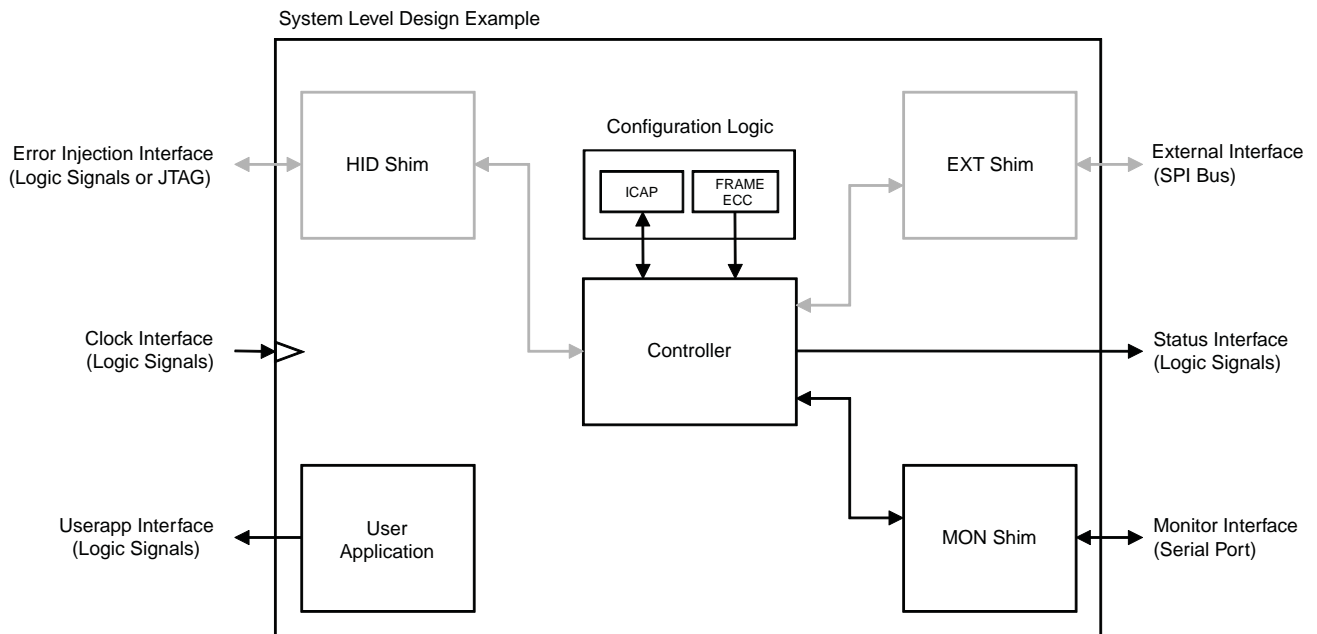 System Level Design Example
Configuration Logic
Error Injection Interface
(Logic Signals or JTAG)
HID Shim
ICAP
FRAME
ECC
EXT Shim
External Interface
(SPI Bus)
Clock Interface
(Logic Signals)
Controller
Status Interface
(Logic Signals)
Userapp Interface
(Logic Signals)
User
Application
MON Shim
Monitor Interface
(Serial Port)